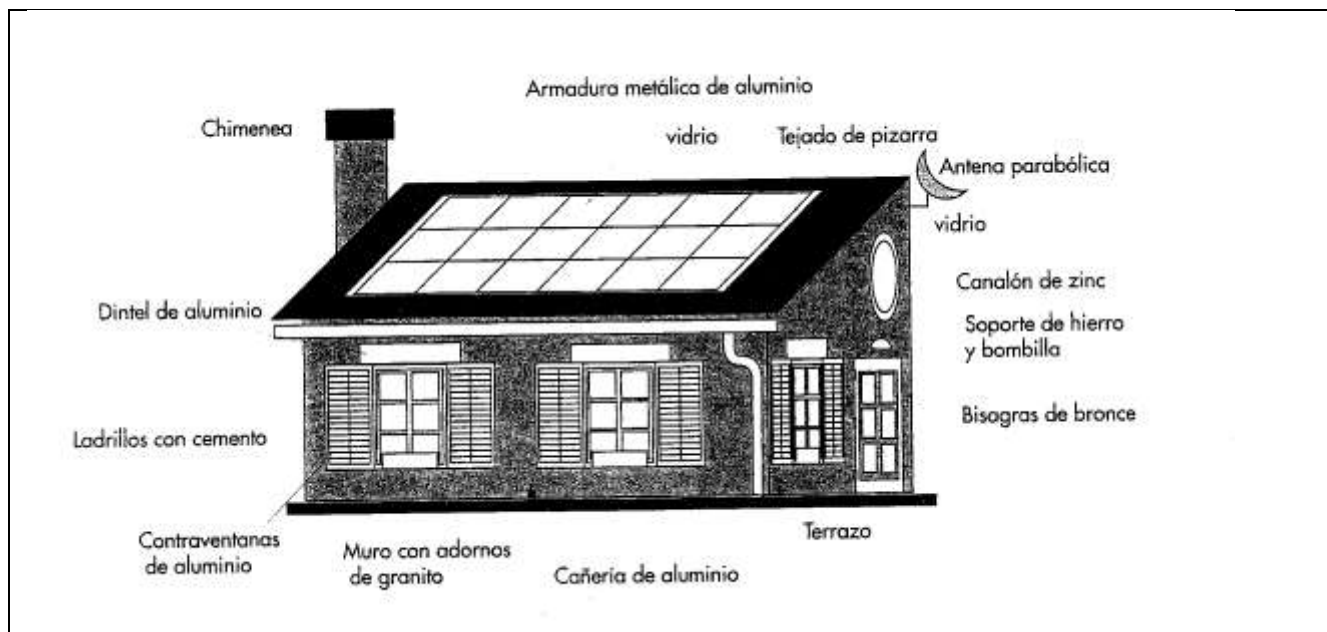 Armadura metálica de aluminio
Chimenea
vidrio
Tejado de pizarra
Antena parabólica
vidrio
Dintel de aluminio
Canalón de zinc
Soporte de hierro
y bombilla
Bisagras de bronce
Ladrillos con cemento
Contraventanas
de aluminio
Muro con adornos
de granito
Cañería de aluminio
Terrazo